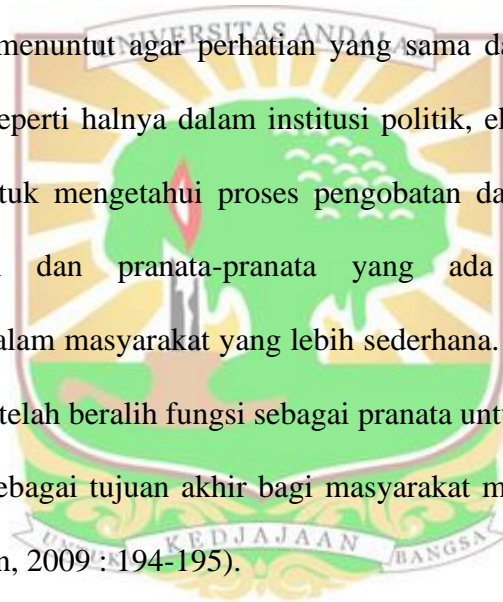 UNIVERSITAS ANDALAS
menuntut agar perhatian yang sama da
eperti halnya dalam institusi politik, el
tuk mengetahui proses pengobatan da
dan pranata-pranata yang ada
alam masyarakat yang lebih sederhana.
telah beralih fungsi sebagai pranata untu
ebagai tujuan akhir bagi masyarakat m
n, 2009 : 194-195).
UNTUK KEDJAJAAN BANGSA